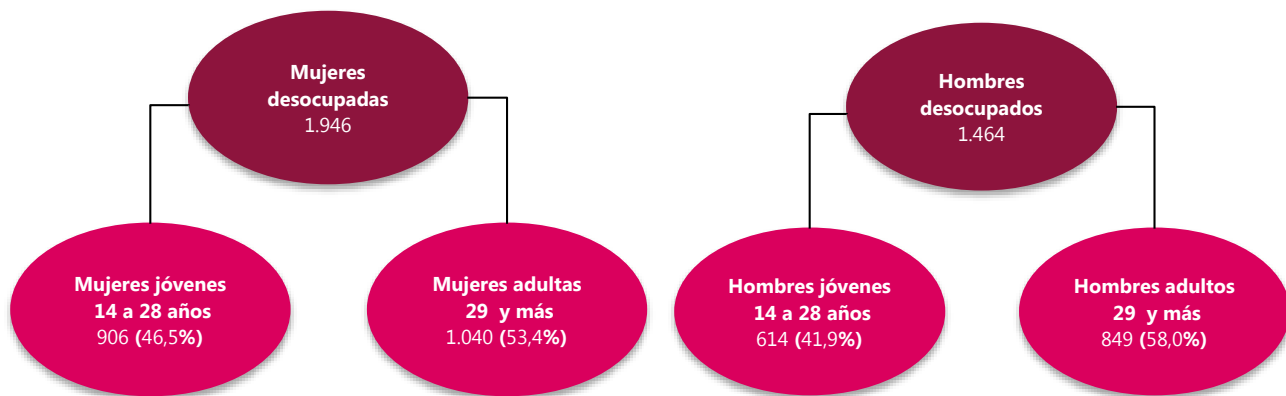 Mujeres
desocupadas
1.946
Hombres
desocupados
1.464
Mujeres jóvenes
14 a 28 años
906 (46,5%)
Mujeres adultas
29 y más
1.040 (53,4%)
Hombres jóvenes
14 a 28 años
614 (41,9%)
Hombres adultos
29 y más
849 (58,0%)